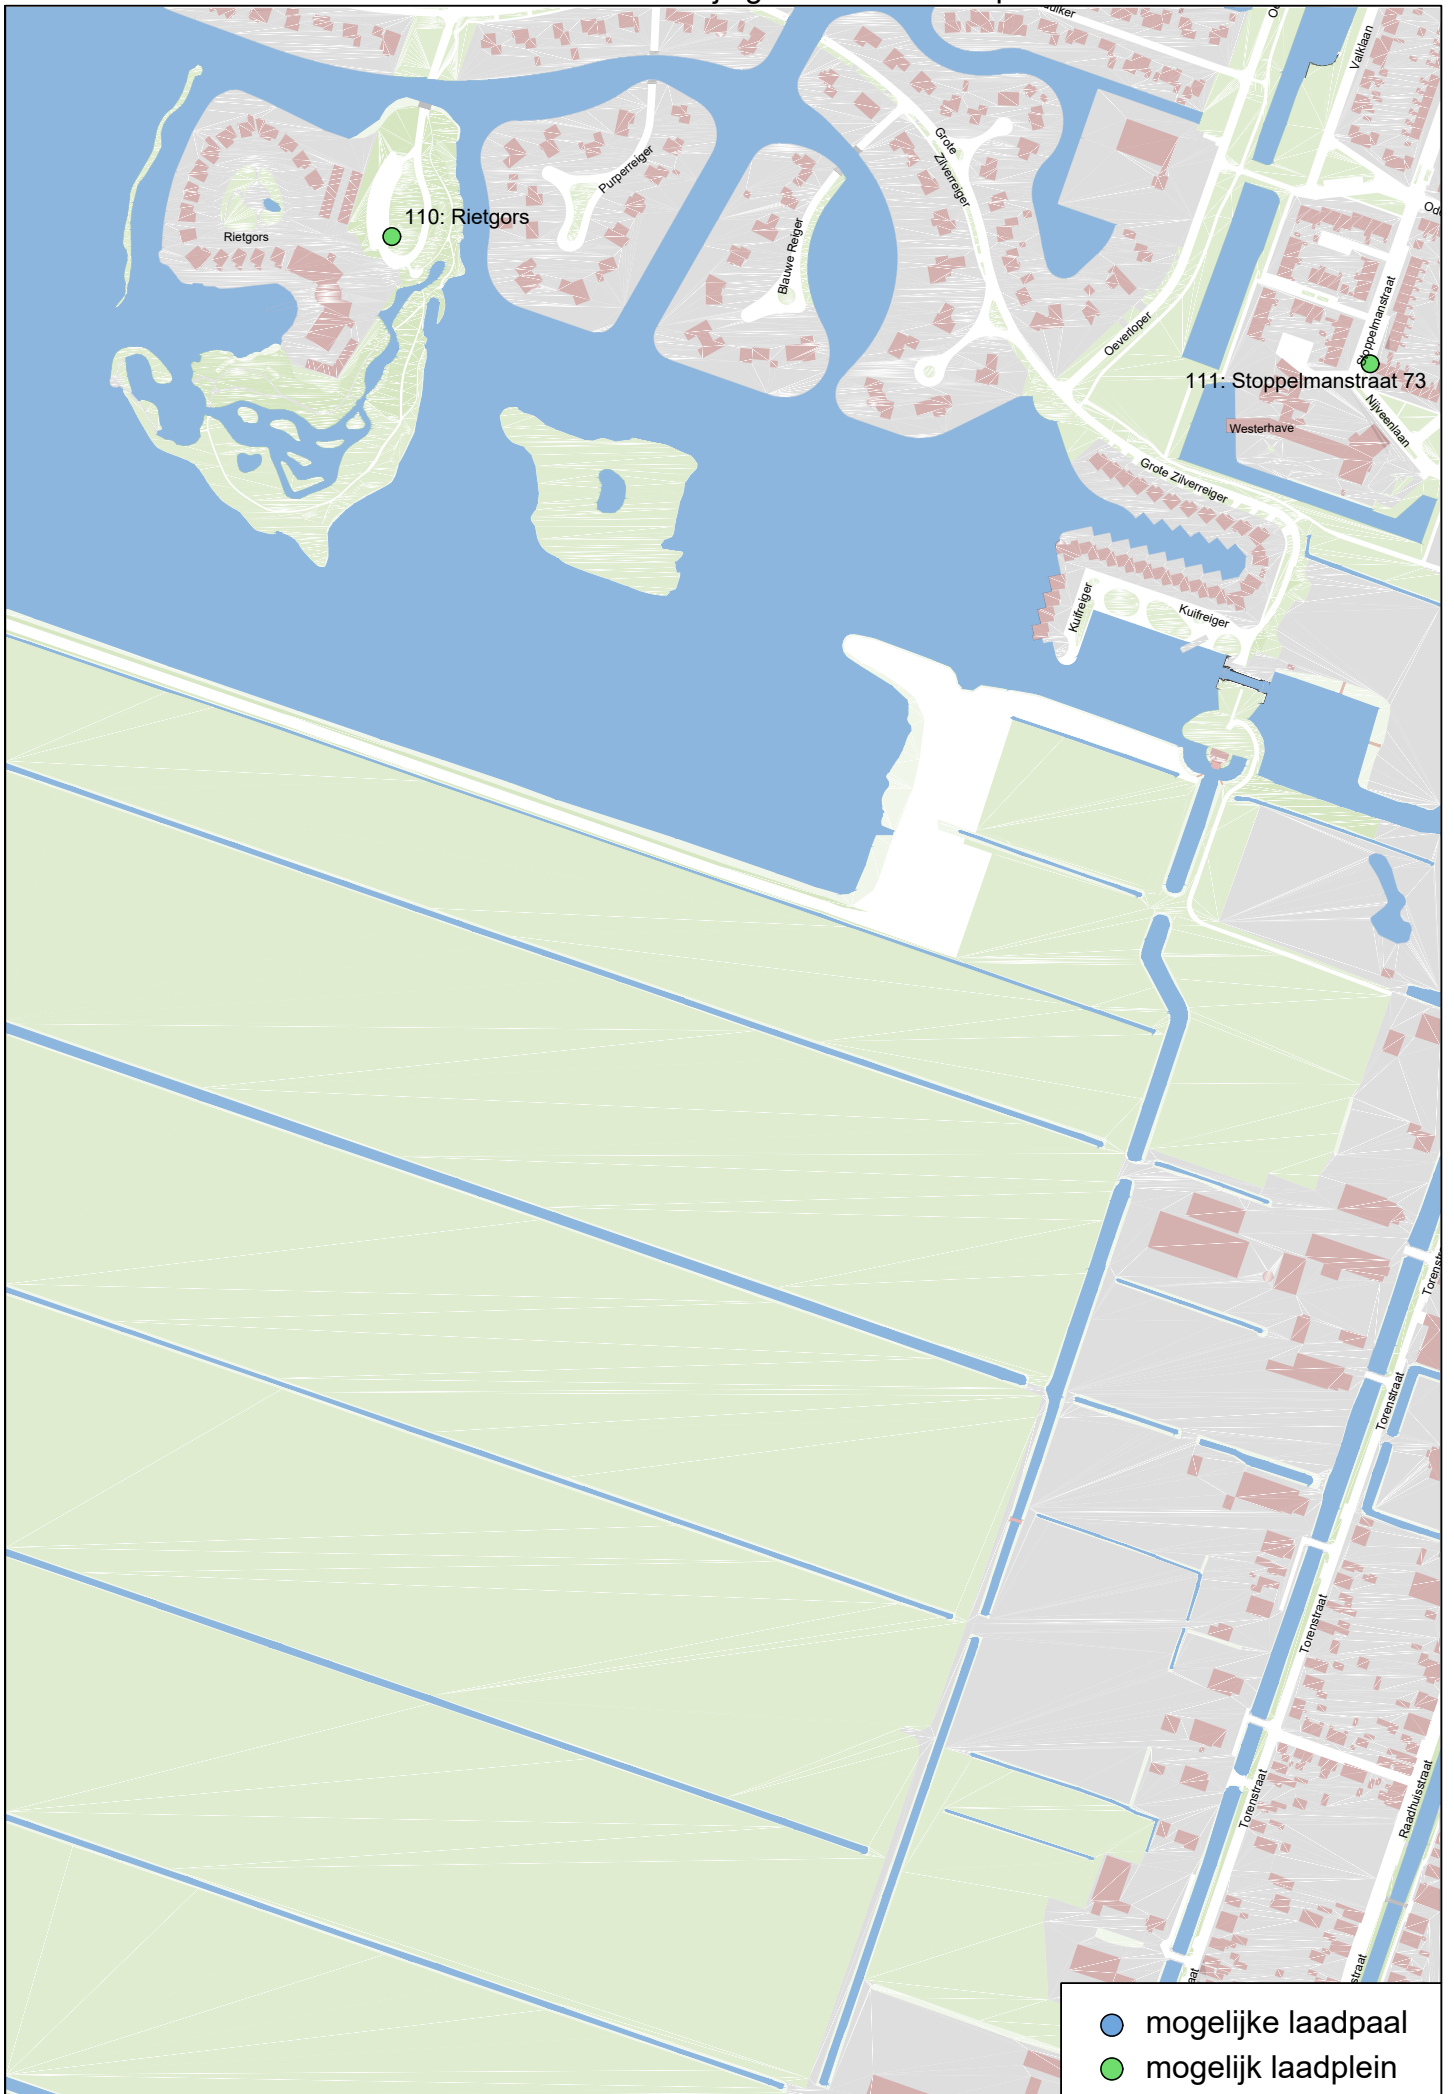 Valklaan
Grote
Zilverreiger
Purperreiger
110: Rietgors
Rietgors
Blauwe Reiger
Oeverloper
Stoppelmanstraat
111: Stoppelmanstraat 73
Nijveenlaan
Westerhave
Grote Zilverreiger
Kuifreiger
Kuifreiger
Torenstraat
Torenstraat
Torenstraat
Raadhuisstraat
mogelijke laadpaal
mogelijk laadplein